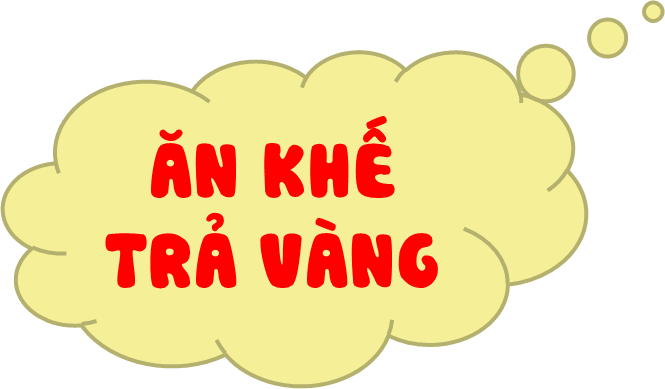 ĂN KHẾ
TRẢ VÀNG